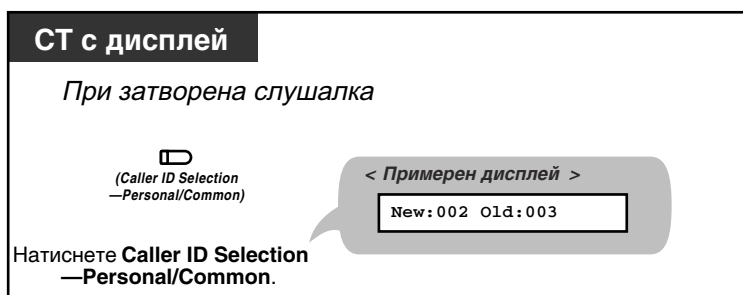 СТ с дисплей
При затворена слушалка
(Caller ID Selection
—Personal/Common)
< Примерен дисплей >
New:002 Old:003
Натиснете Caller ID Selection
—Personal/Common.